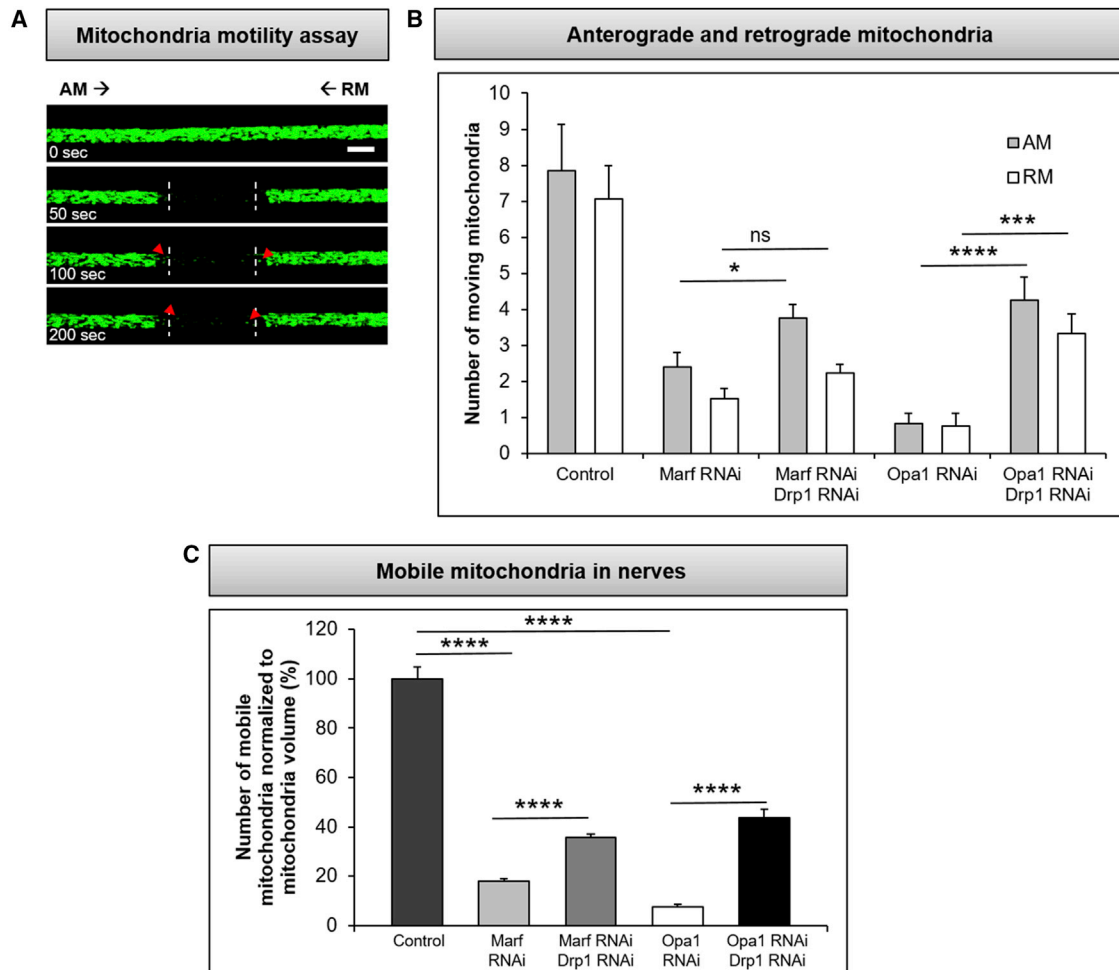 A
Mitochondria motility assay
AM → ← RM
0 sec
50 sec
100 sec
200 sec
B
Anterograde and retrograde mitochondria
Number of moving mitochondria
10
9
8
7
6
5
4
3
2
1
0
AM
RM
ns
*
***
****
Control
Marf RNAi
Marf RNAi
Drp1 RNAi
Opa1 RNAi
Opa1 RNAi
Drp1 RNAi
C
Mobile mitochondria in nerves
Number of mobile
mitochondria normalized to
mitochondria volume (%)
120
100
80
60
40
20
0
****
****
****
****
Control
Marf
RNAi
Marf RNAi
Drp1 RNAi
Opa1
RNAi
Opa1 RNAi
Drp1 RNAi